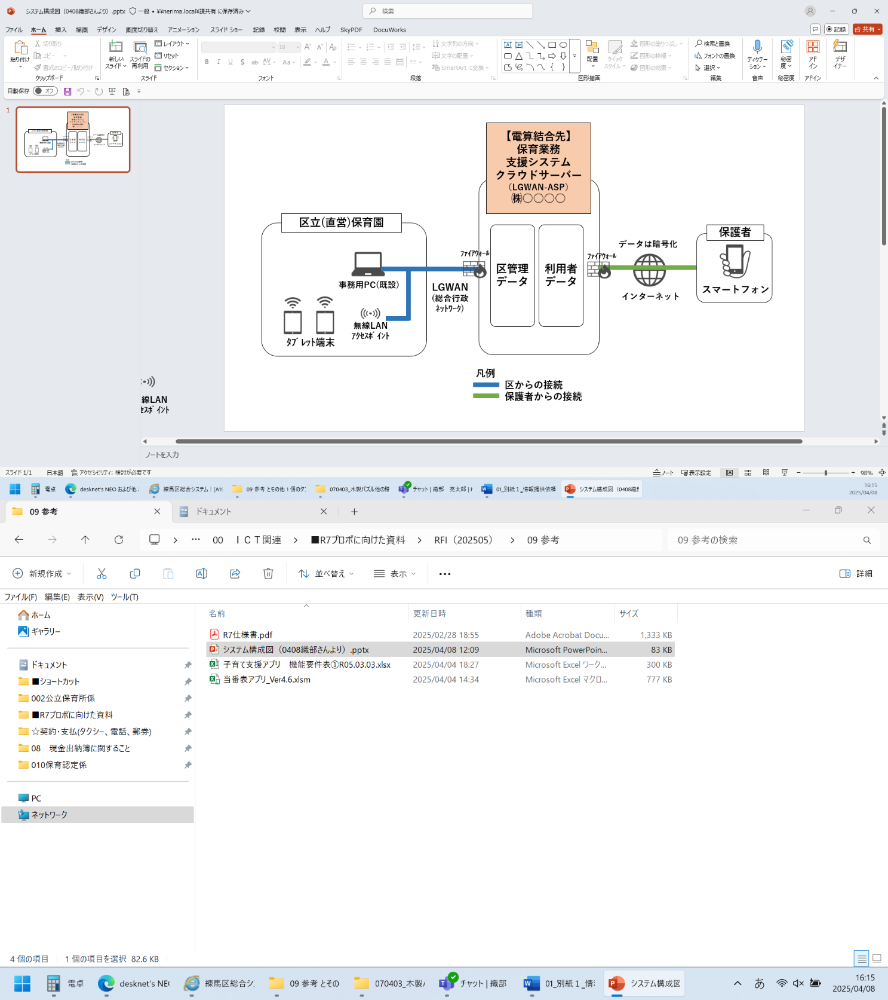 システム構成図（0408織部さんより）.pptx
一般 • ¥¥nerima.local¥課共有 に保存済み
検索
ファイル ホーム 挿入 描画 デザイン 画面切り替え アニメーション スライド ショー 記録 校閲 表示 ヘルプ SkyPDF DocuWorks
記録 共有
貼り付け
切り取り
コピー
書式のコピー/貼り付け
クリップボード
新しい
スライド
スライドの
再利用
レイアウト
リセット
セクション
スライド
18
フォント
文字列の方向
文字の配置
SmartArt に変換
段落
配置
クイック
スタイル
図形の塗りつぶし
図形の枠線
図形の効果
図形描画
検索と置換
フォントの置換
選択
編集
ディクテー
ション
音声
秘密
度
秘密度
アド
イン
アドイン
デザ
イナー
自動保存 オフ
1
【電算結合先】
保育業務
支援システム
クラウドサーバー
（LGWAN-ASP）
㈱〇〇〇〇
区立(直営)保育園
事務用PC(既設)
無線LAN
ｱｸｾｽﾎﾟｲﾝﾄ
ﾀﾌﾞﾚｯﾄ端末
LGWAN
(総合行政
ﾈｯﾄﾜｰｸ)
ﾌｧｲｱｳｫｰﾙ
区管理
データ
利用者
データ
ﾌｧｲｱｳｫｰﾙ
データは暗号化
インターネット
保護者
スマートフォン
凡例
区からの接続
保護者からの接続
線LAN
ｾｽﾎﾟｲﾝﾄ
ノートを入力
スライド 1/1 日本語 アクセシビリティ: 検討が必要です
ノート 表示設定 98%
電卓
desknet's NEO および他
練馬区総合システム | [A19
09 参考 とその他 1 個のタ
070403_木製パズル他の
チャット | 織部 亮太郎 |
01_別紙１_情報提供依頼
システム構成図（0408織
16:15
2025/04/08
09 参考
ドキュメント
00 ＩＣＴ関連 > ■R7プロポに向けた資料 > RFI（202505） > 09 参考
09 参考の検索
新規作成 並べ替え 表示 詳細
ファイル(F) 編集(E) 表示(V) ツール(T)
ホーム
ギャラリー
ドキュメント
■ショートカット
002公立保育所係
■R7プロポに向けた資料
☆契約・支払(タクシー、電話、郵券)
08 現金出納簿に関すること
010保育認定係
PC
ネットワーク
名前 更新日時 種類 サイズ
R7仕様書.pdf 2025/02/28 18:55 Adobe Acrobat Docu... 1,333 KB
システム構成図（0408織部さんより）.pptx 2025/04/08 12:09 Microsoft PowerPoin... 83 KB
子育て支援アプリ 機能要件表①R05.03.03.xlsx 2025/04/04 18:27 Microsoft Excel ワーク... 300 KB
当番表アプリ_Ver4.6.xlsm 2025/04/04 14:34 Microsoft Excel マクロ... 777 KB
4 個の項目 1 個の項目を選択 82.6 KB
電卓
desknet's NE
練馬区総合シ
09 参考 とその
070403_木製
チャット | 織部
01_別紙１_情
システム構成図
あ
16:15
2025/04/08